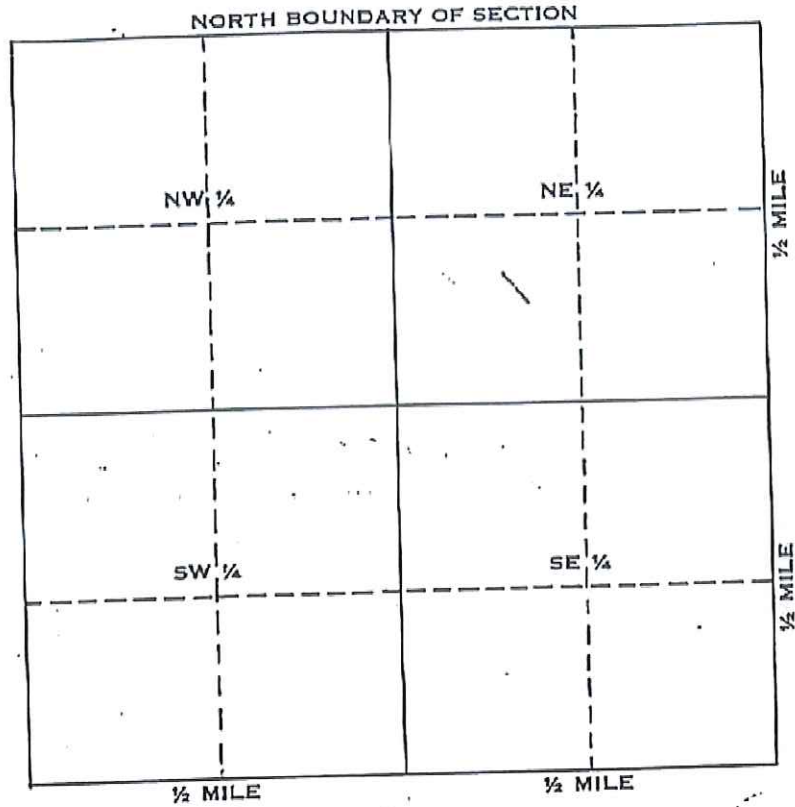 NORTH BOUNDARY OF SECTION
NW ¼
NE ¼
½ MILE
SW ¼
SE ¼
½ MILE
½ MILE
½ MILE